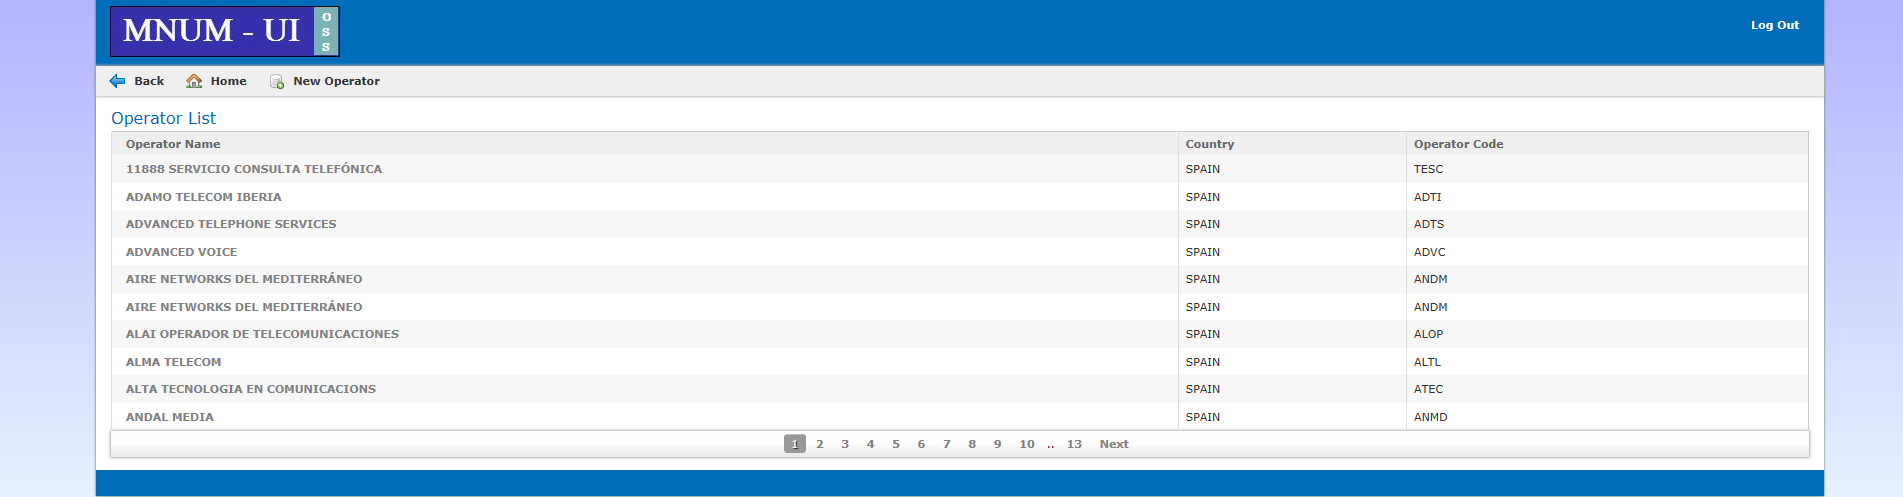 MNUM - UI OSS
Log Out
Back Home New Operator
Operator List
Operator Name Country Operator Code
11888 SERVICIO CONSULTA TELEFÓNICA SPAIN TESC
ADAMO TELECOM IBERIA SPAIN ADTI
ADVANCED TELEPHONE SERVICES SPAIN ADTS
ADVANCED VOICE SPAIN ADVC
AIRE NETWORKS DEL MEDITERRÁNEO SPAIN ANDM
AIRE NETWORKS DEL MEDITERRÁNEO SPAIN ANDM
ALAI OPERADOR DE TELECOMUNICACIONES SPAIN ALOP
ALMA TELECOM SPAIN ALTL
ALTA TECNOLOGIA EN COMUNICACIONS SPAIN ATEC
ANDAL MEDIA SPAIN ANMD
1 2 3 4 5 6 7 8 9 10 .. 13 Next